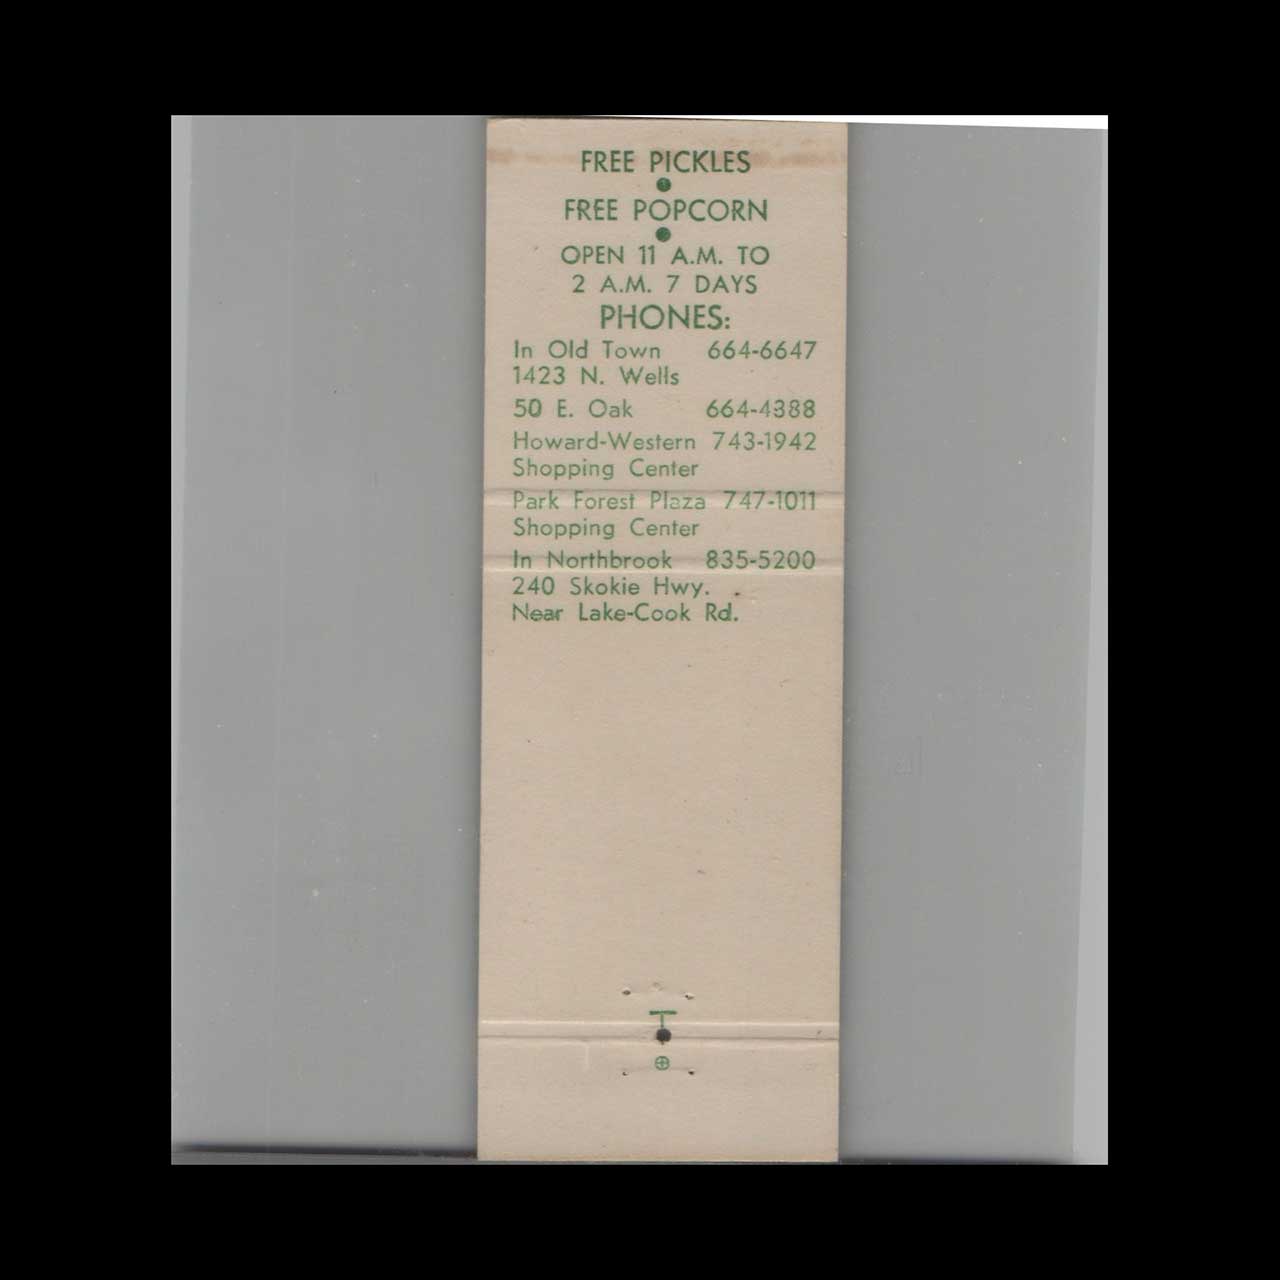 FREE PICKLES
FREE POPCORN
OPEN 11 A.M. TO
2 A.M. 7 DAYS
PHONES:
In Old Town 664-6647
1423 N. Wells
50 E. Oak 664-4388
Howard-Western 743-1942
Shopping Center
Park Forest Plaza 747-1011
Shopping Center
In Northbrook 835-5200
240 Skokie Hwy.
Near Lake-Cook Rd.